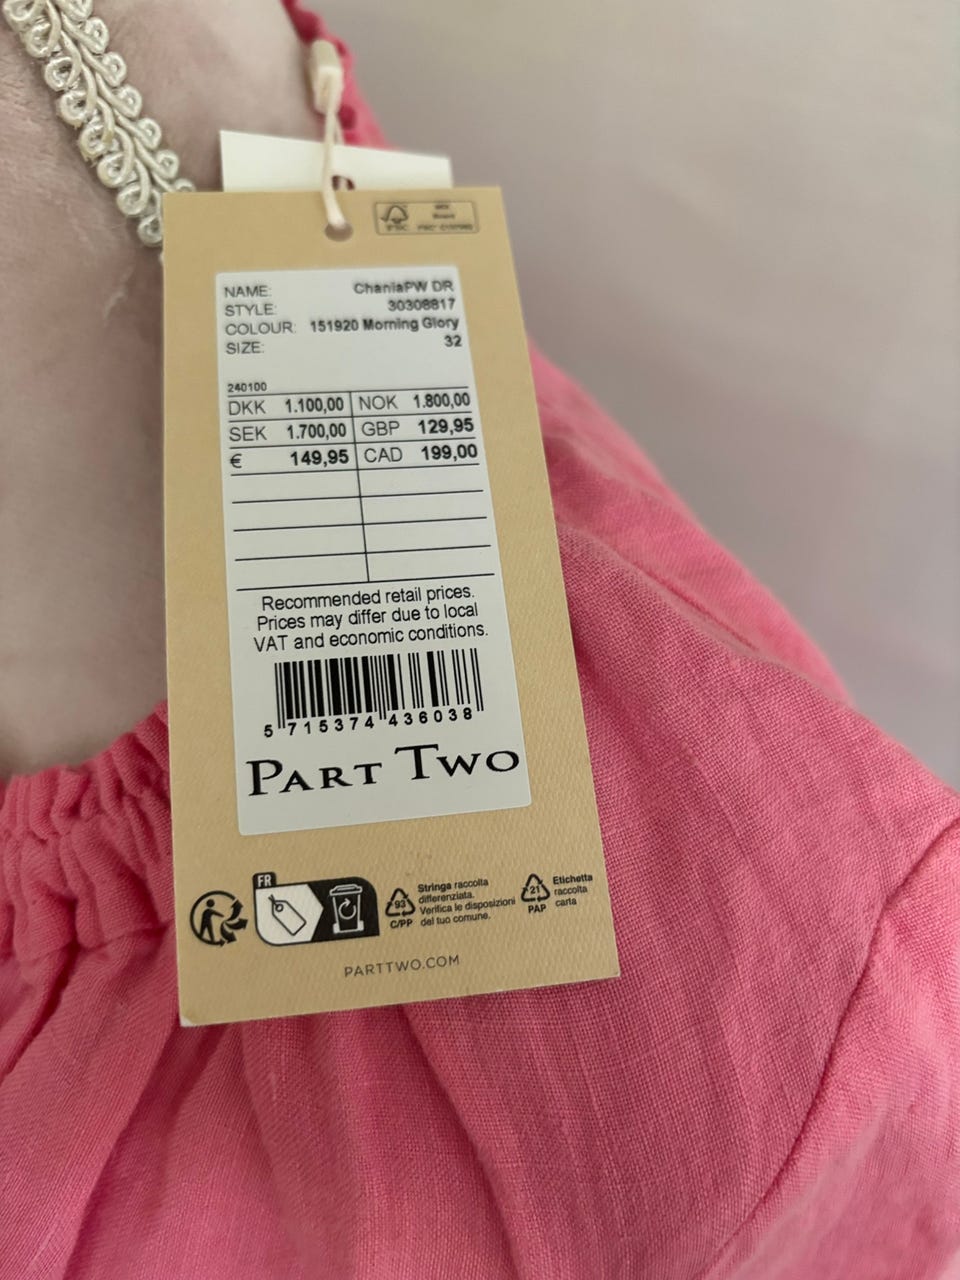 FSC
MIX
Board
NAME: ChaniaPW DR
STYLE: 30308817
COLOUR: 151920 Morning Glory
SIZE: 32
240100
DKK 1.100,00 NOK 1.800,00
SEK 1.700,00 GBP 129,95
€ 149,95 CAD 199,00
Recommended retail prices.
Prices may differ due to local
VAT and economic conditions.
5 715374 436038
PART TWO
FR
93
C/PP
Stringa raccolta
differenziata.
Verifica le disposizioni
del tuo comune.
21
PAP
Etichetta
raccolta
carta
PARTTWO.COM